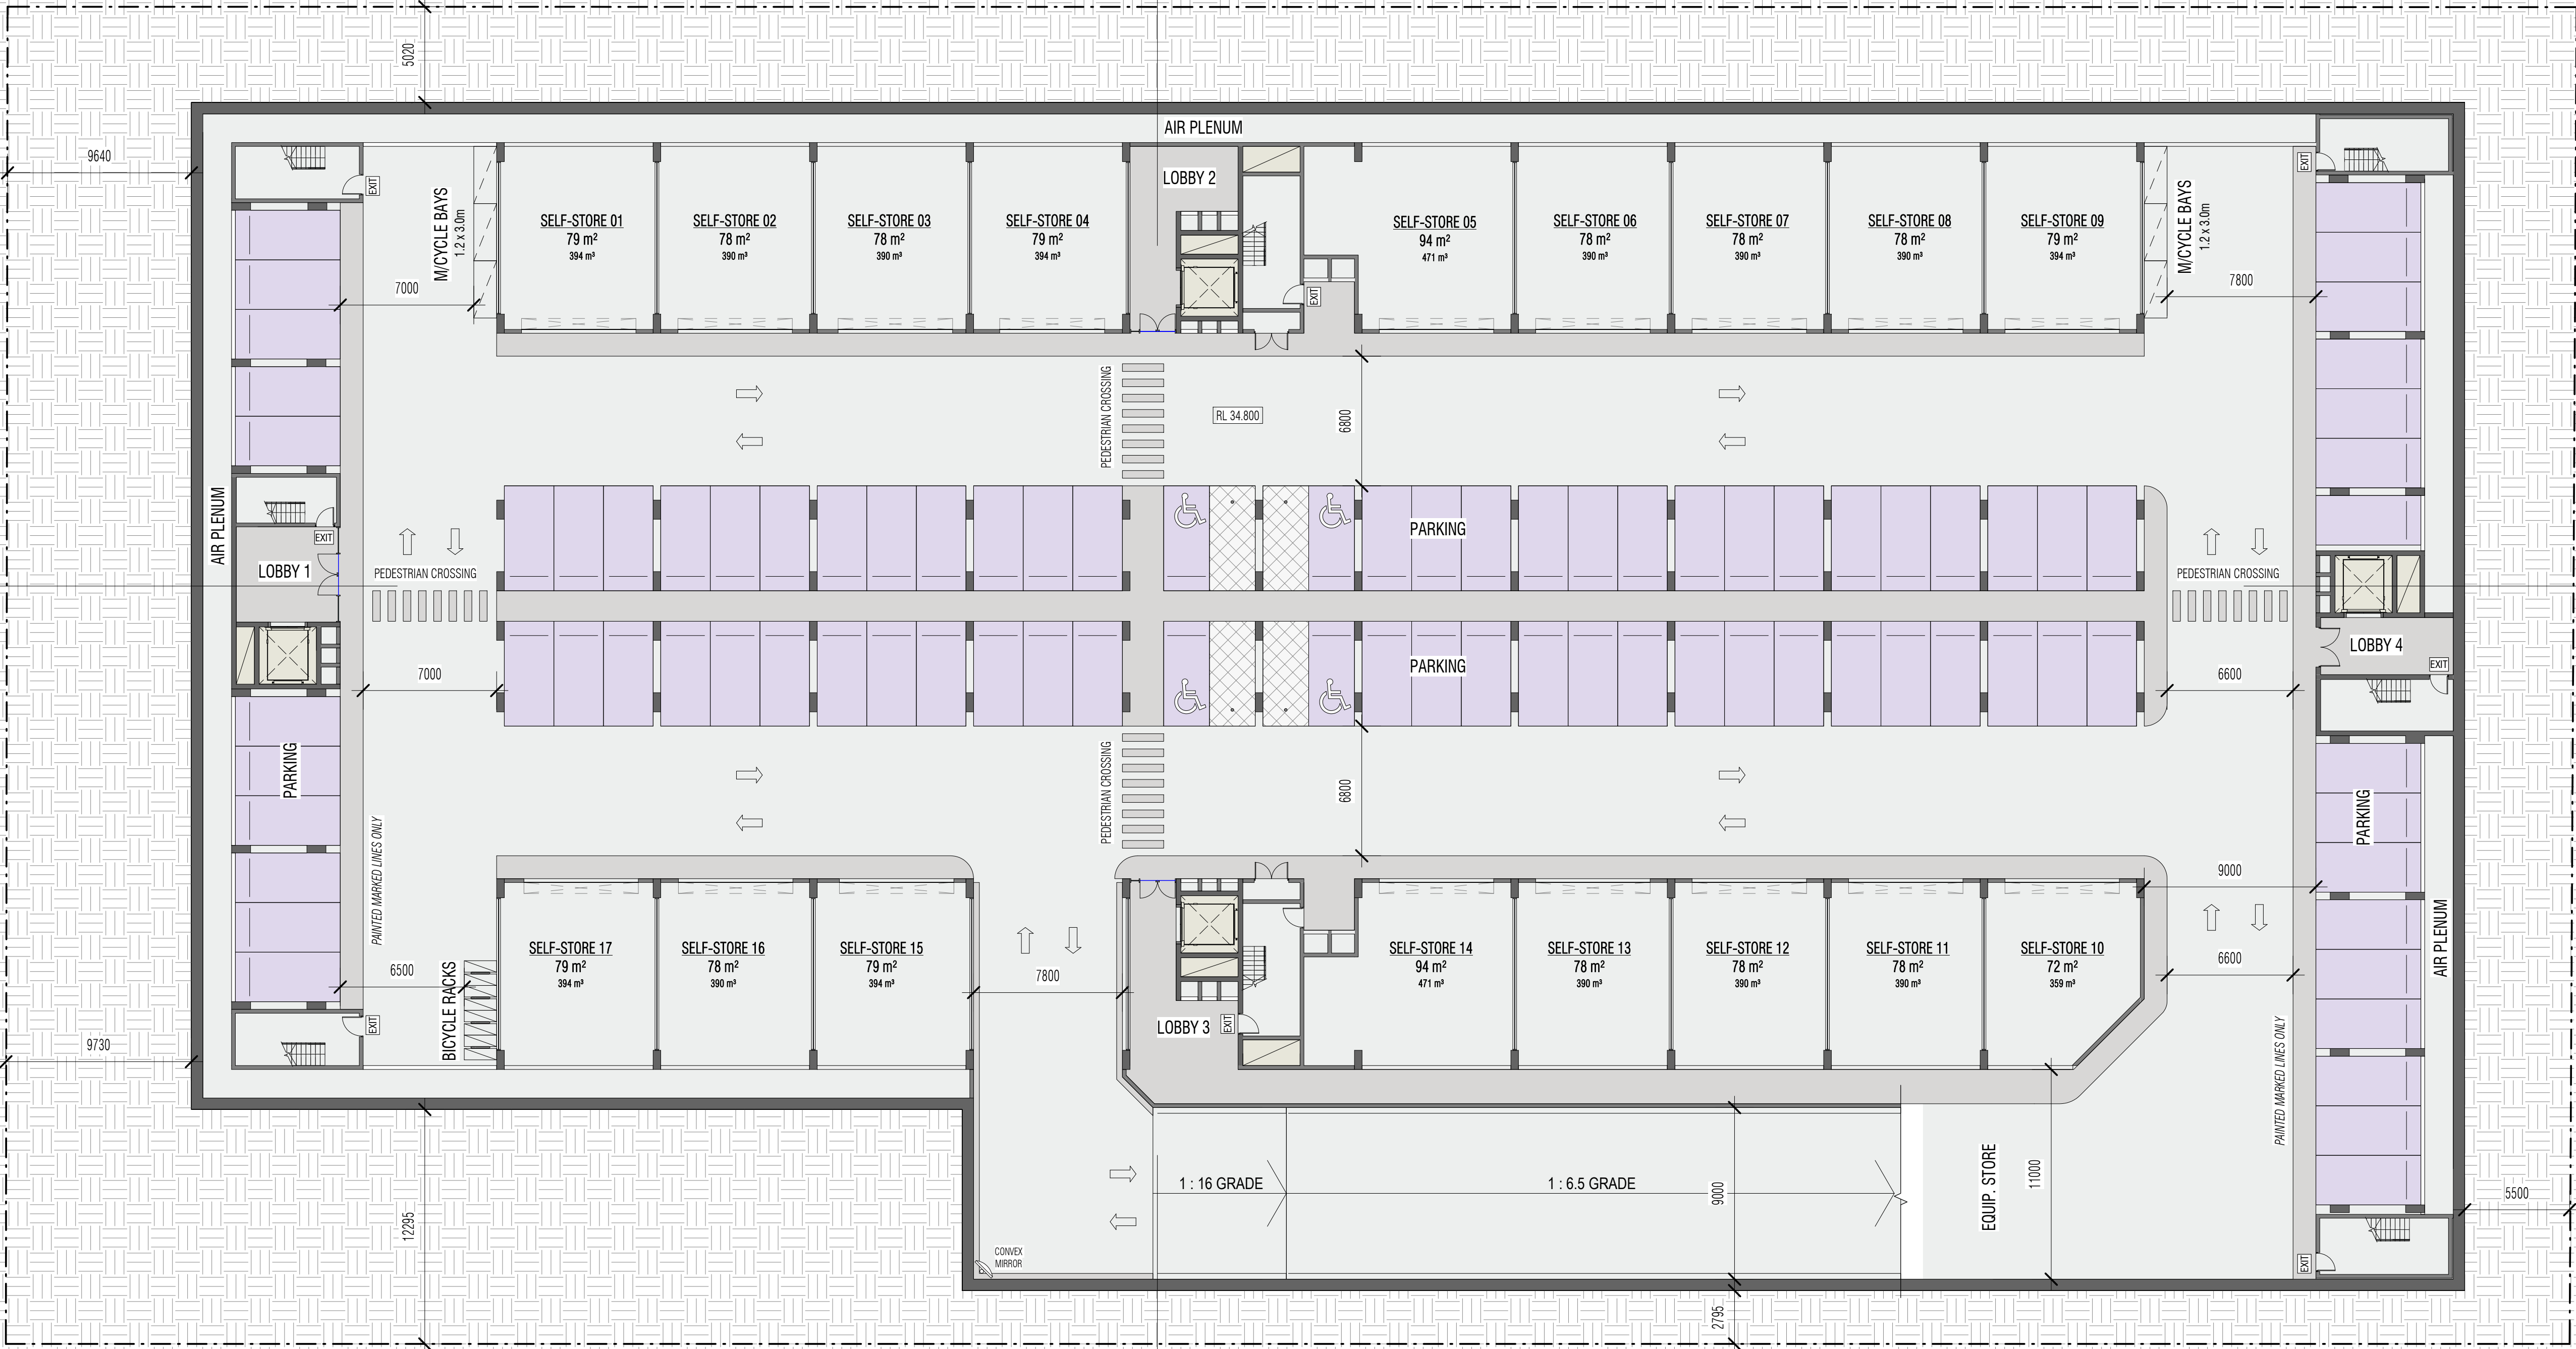 5020
AIR PLENUM
9640
EXIT
M/CYCLE BAYS
1.2 x 3.0m
7000
SELF-STORE 01
79 m²
394 m³
SELF-STORE 02
78 m²
390 m³
SELF-STORE 03
78 m²
390 m³
SELF-STORE 04
79 m²
394 m³
LOBBY 2
EXIT
SELF-STORE 05
94 m²
471 m³
SELF-STORE 06
78 m²
390 m³
SELF-STORE 07
78 m²
390 m³
SELF-STORE 08
78 m²
390 m³
SELF-STORE 09
79 m²
394 m³
M/CYCLE BAYS
1.2 x 3.0m
7800
EXIT
PEDESTRIAN CROSSING
RL 34.800
6800
AIR PLENUM
EXIT
LOBBY 1
PEDESTRIAN CROSSING
PARKING
PEDESTRIAN CROSSING
7000
PARKING
LOBBY 4
EXIT
6600
PARKING
PAINTED MARKED LINES ONLY
PEDESTRIAN CROSSING
6800
PARKING
9000
AIR PLENUM
6600
6500
BICYCLE RACKS
EXIT
9730
SELF-STORE 17
79 m²
394 m³
SELF-STORE 16
78 m²
390 m³
SELF-STORE 15
79 m²
394 m³
7800
LOBBY 3
EXIT
SELF-STORE 14
94 m²
471 m³
SELF-STORE 13
78 m²
390 m³
SELF-STORE 12
78 m²
390 m³
SELF-STORE 11
78 m²
390 m³
SELF-STORE 10
72 m²
359 m³
PAINTED MARKED LINES ONLY
12295
CONVEX
MIRROR
1 : 16 GRADE
1 : 6.5 GRADE
9000
EQUIP. STORE
11000
EXIT
5500
2795